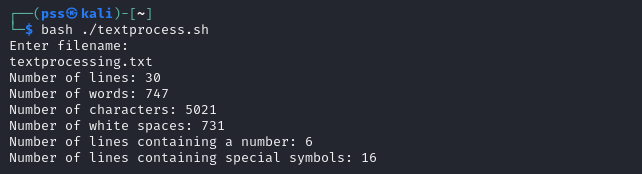 ┌──(pss㉿kali)-[~]
└─$ bash ./textprocess.sh
Enter filename:
textprocessing.txt
Number of lines: 30
Number of words: 747
Number of characters: 5021
Number of white spaces: 731
Number of lines containing a number: 6
Number of lines containing special symbols: 16